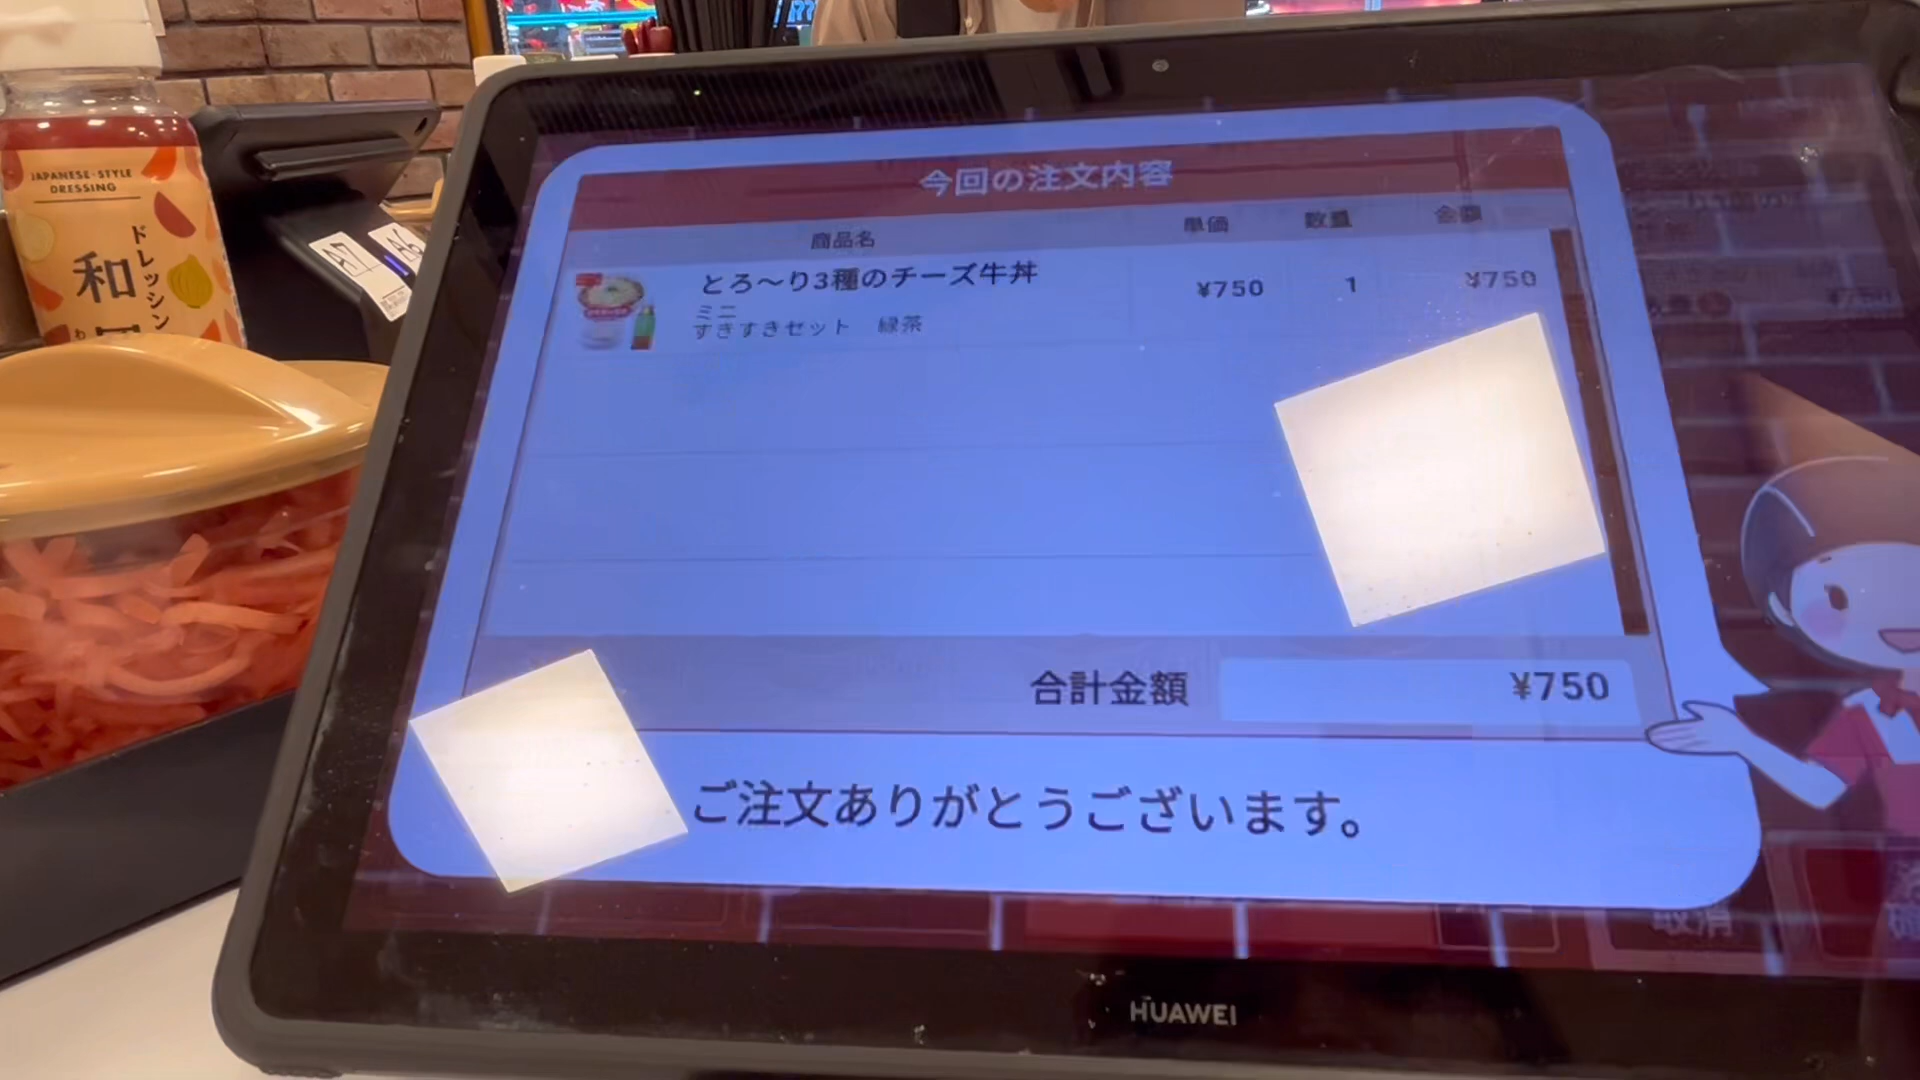 JAPANESE-STYLE
DRESSING
和
ドレッシン
わ
87
86
今回の注文内容
商品名 単価 数量 金額
とろ〜り3種のチーズ牛丼 ¥750 1 ¥750
ミニ
すきすきセット 緑茶
合計金額 ¥750
ご注文ありがとうございます。
取消
HUAWEI